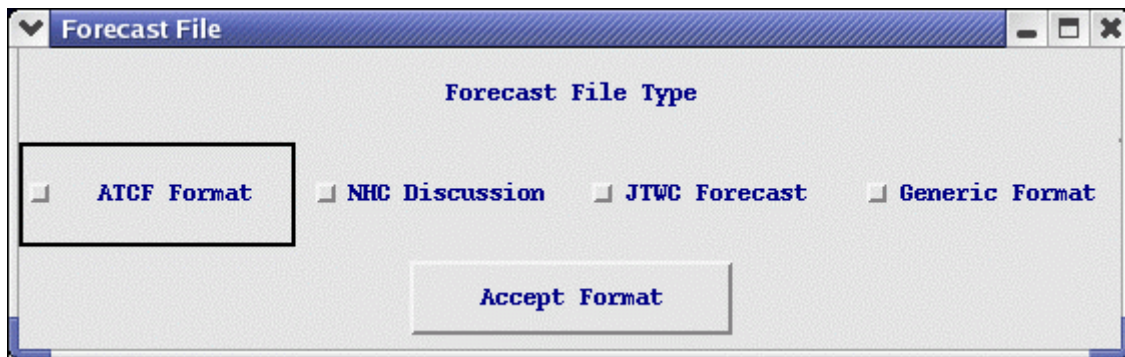 Forecast File
Forecast File Type
ATCF Format NHC Discussion JTWC Forecast Generic Format
Accept Format